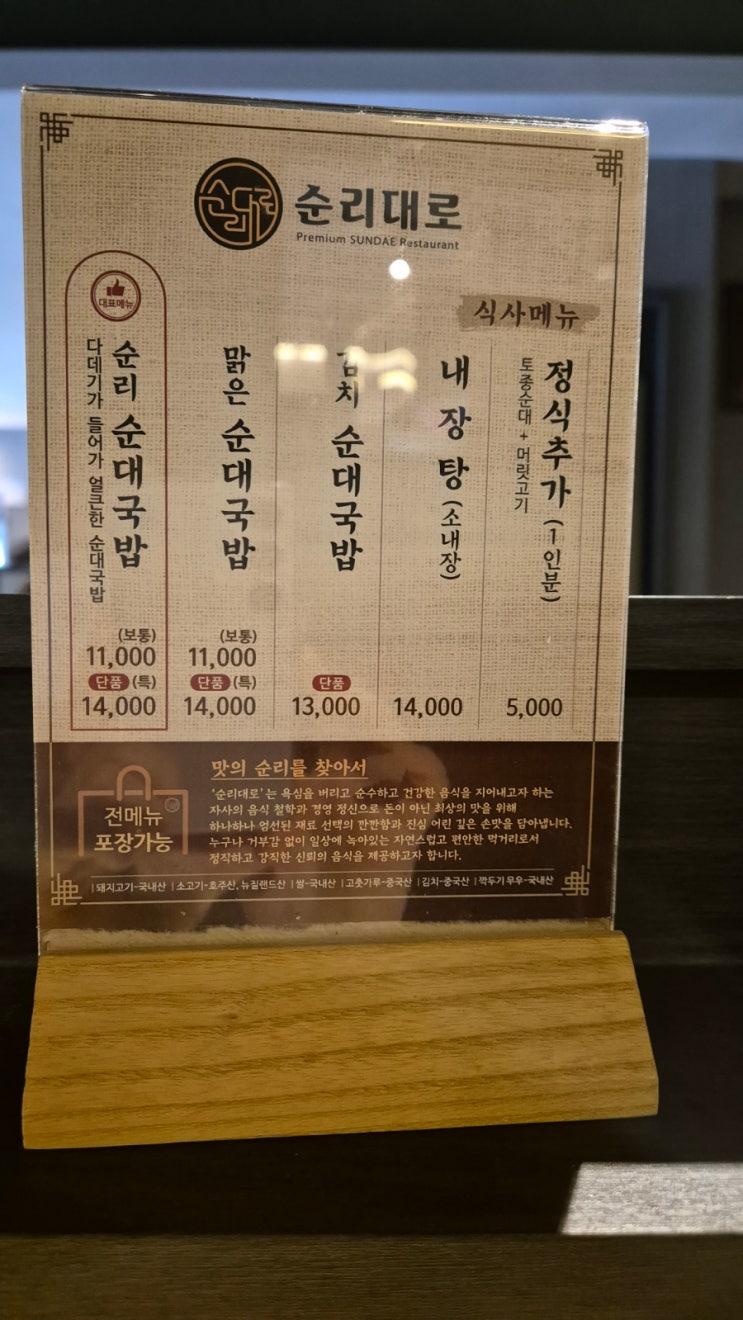 순대로
순리대로
Premium SUNDAE Restaurant
식사메뉴
대표메뉴
순리 순대국밥
다데기가 들어가 얼큰한 순대국밥
(보통)
11,000
단품 (특)
14,000
맑은 순대국밥
(보통)
11,000
단품 (특)
14,000
김치 순대국밥
단품
13,000
내장탕 (소내장)
14,000
정식추가 (1인분)
토종순대 + 머릿고기
5,000
전메뉴
포장가능
맛의 순리를 찾아서
'순리대로'는 욕심을 버리고 순수하고 건강한 음식을 지어내고자 하는
자사의 음식 철학과 경영 정신으로 돈이 아닌 최상의 맛을 위해
하나하나 엄선된 재료 선택의 깐깐함과 진심 어린 깊은 손맛을 담아냅니다.
누구나 거부감 없이 일상에 녹아있는 자연스럽고 편안한 먹거리로서
정직하고 강직한 신뢰의 음식을 제공하고자 합니다.
|돼지고기-국내산 |소고기-호주산, 뉴질랜드산 |쌀-국내산 |고춧가루-중국산 |김치-중국산 |깍두기 무우-국내산